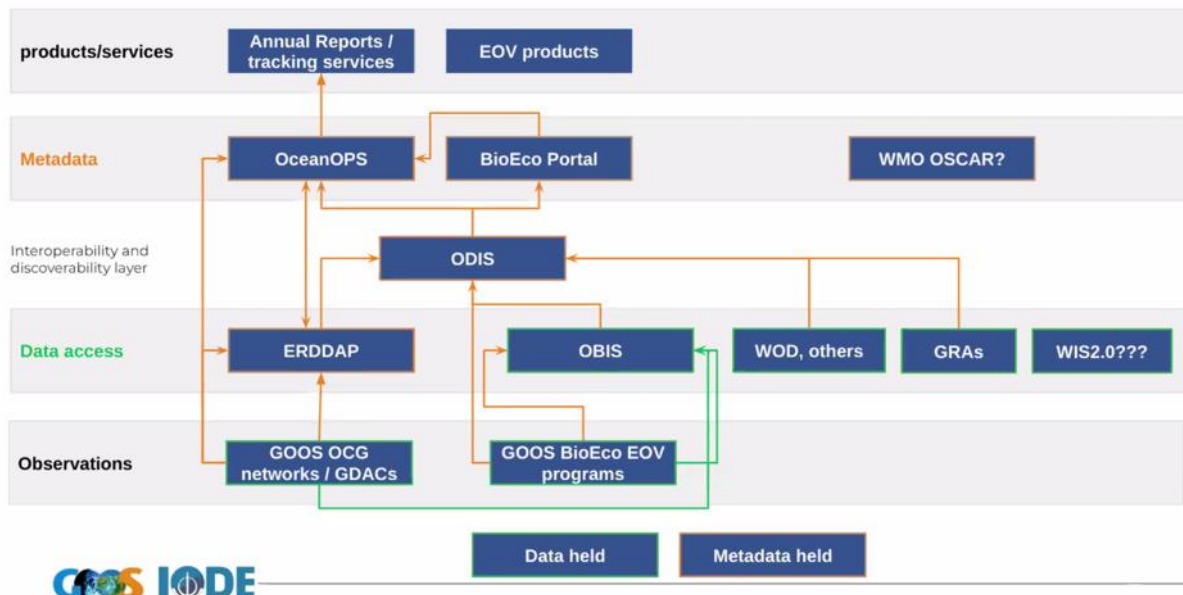 products/services
Annual Reports /
tracking services
EOV products
Metadata
OceanOPS
BioEco Portal
WMO OSCAR?
Interoperability and
discoverability layer
ODIS
Data access
ERDDAP
OBIS
WOD, others
GRAs
WIS2.0???
Observations
GOOS OCG
networks / GDACs
GOOS BioEco EOV
programs
Data held
Metadata held
GOOS IODE